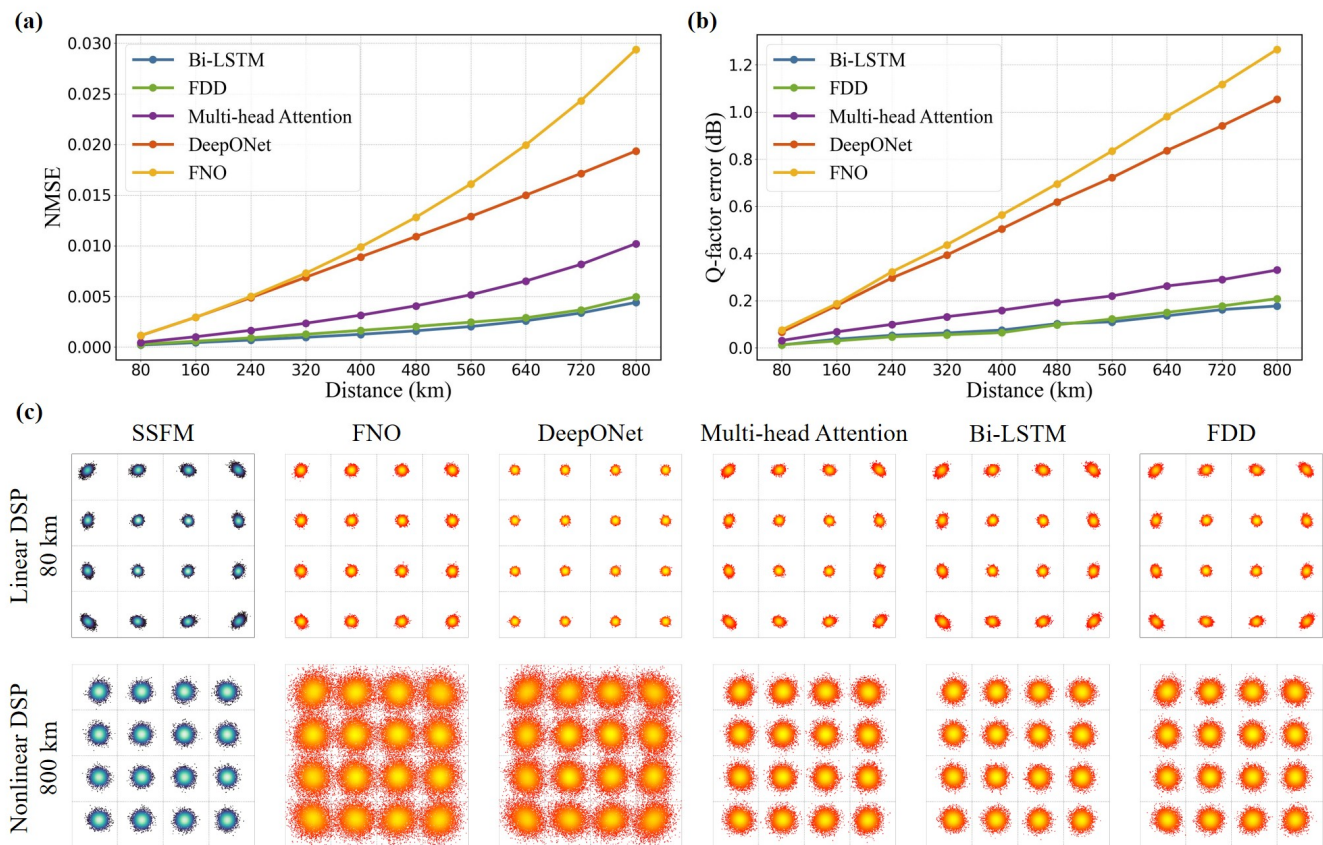 (a)
0.030
0.025
0.020
0.015
0.010
0.005
0.000
NMSE
Bi-LSTM
FDD
Multi-head Attention
DeepONet
FNO
80 160 240 320 400 480 560 640 720 800
Distance (km)
(b)
1.2
1.0
0.8
0.6
0.4
0.2
0.0
Q-factor error (dB)
Bi-LSTM
FDD
Multi-head Attention
DeepONet
FNO
80 160 240 320 400 480 560 640 720 800
Distance (km)
(c)
SSFM FNO DeepONet Multi-head Attention Bi-LSTM FDD
Linear DSP
80 km
Nonlinear DSP
800 km